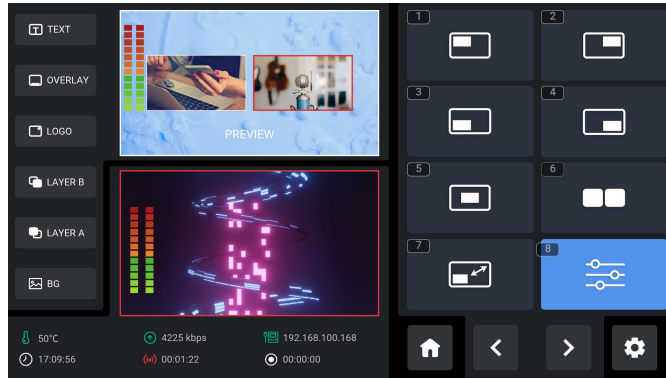 TEXT
OVERLAY
LOGO
LAYER B
LAYER A
BG
PREVIEW
50°C
4225 kbps
192.168.100.168
17:09:56
00:01:22
00:00:00
1
2
3
4
5
6
7
8